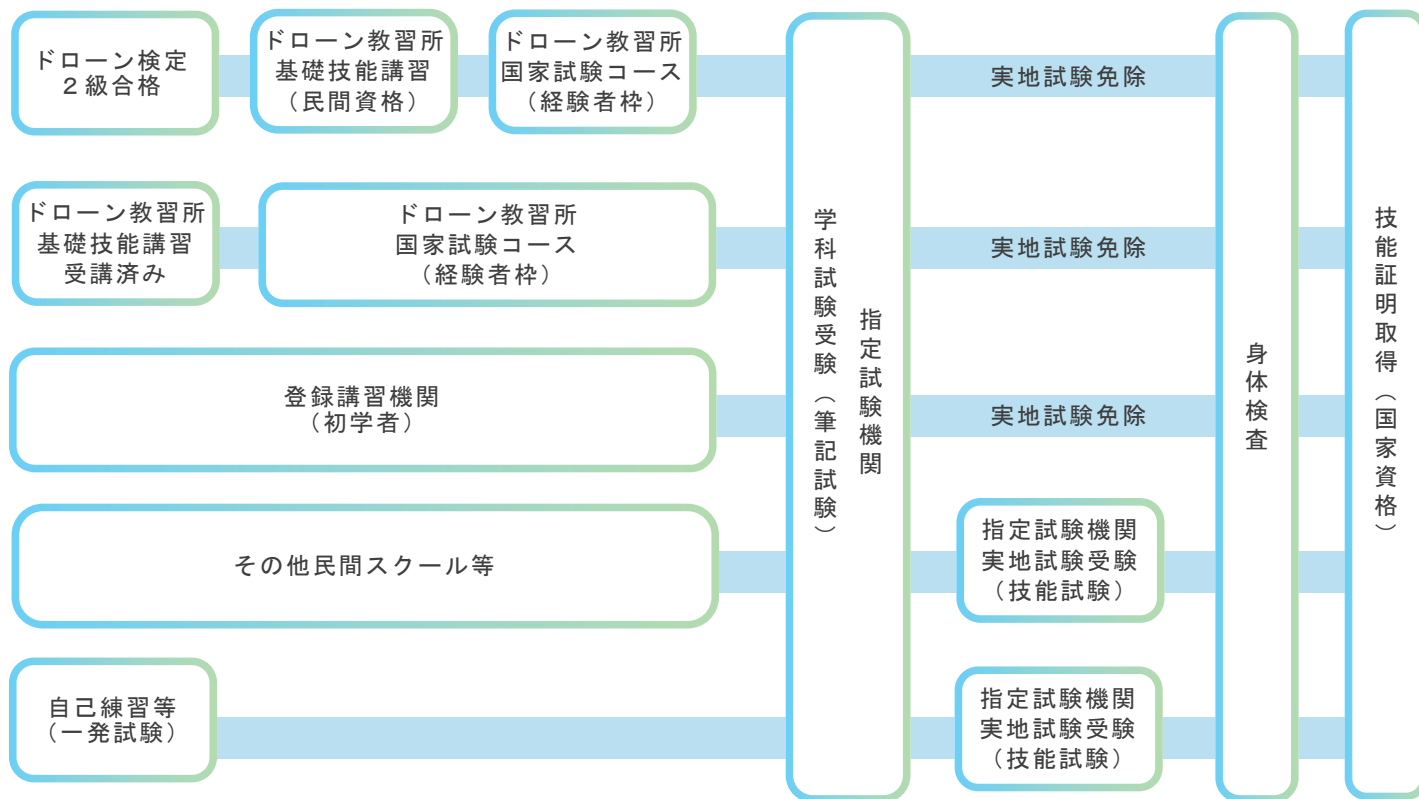 ドローン検定
２級合格
ドローン教習所
基礎技能講習
（民間資格）
ドローン教習所
国家試験コース
（経験者枠）
実地試験免除
ドローン教習所
基礎技能講習
受講済み
ドローン教習所
国家試験コース
（経験者枠）
実地試験免除
登録講習機関
（初学者）
実地試験免除
その他民間スクール等
指定試験機関
実地試験受験
（技能試験）
自己練習等
（一発試験）
指定試験機関
実地試験受験
（技能試験）
指定試験機関
学科試験受験（筆記試験）
身体検査
技能証明取得（国家資格）